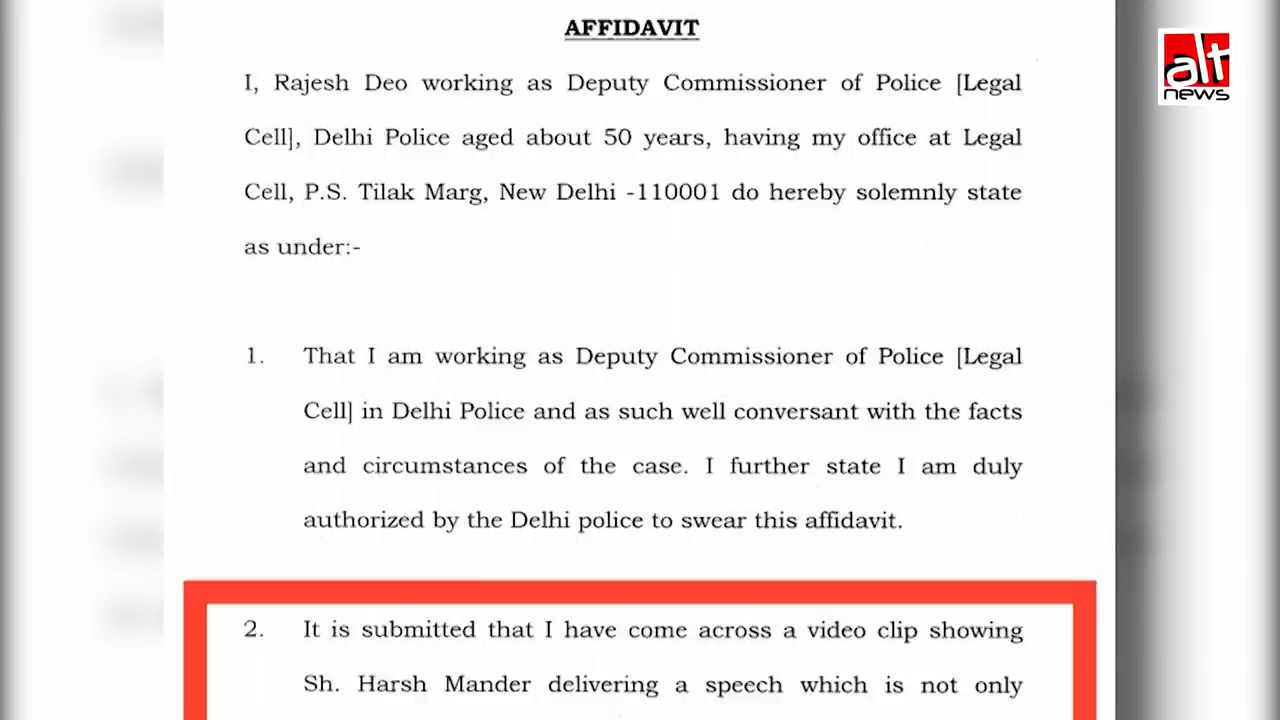 AFFIDAVIT
alt
news
I, Rajesh Deo working as Deputy Commissioner of Police [Legal
Cell], Delhi Police aged about 50 years, having my office at Legal
Cell, P.S. Tilak Marg, New Delhi -110001 do hereby solemnly state
as under:-
1. That I am working as Deputy Commissioner of Police [Legal
Cell] in Delhi Police and as such well conversant with the facts
and circumstances of the case. I further state I am duly
authorized by the Delhi police to swear this affidavit.
2. It is submitted that I have come across a video clip showing
Sh. Harsh Mander delivering a speech which is not only